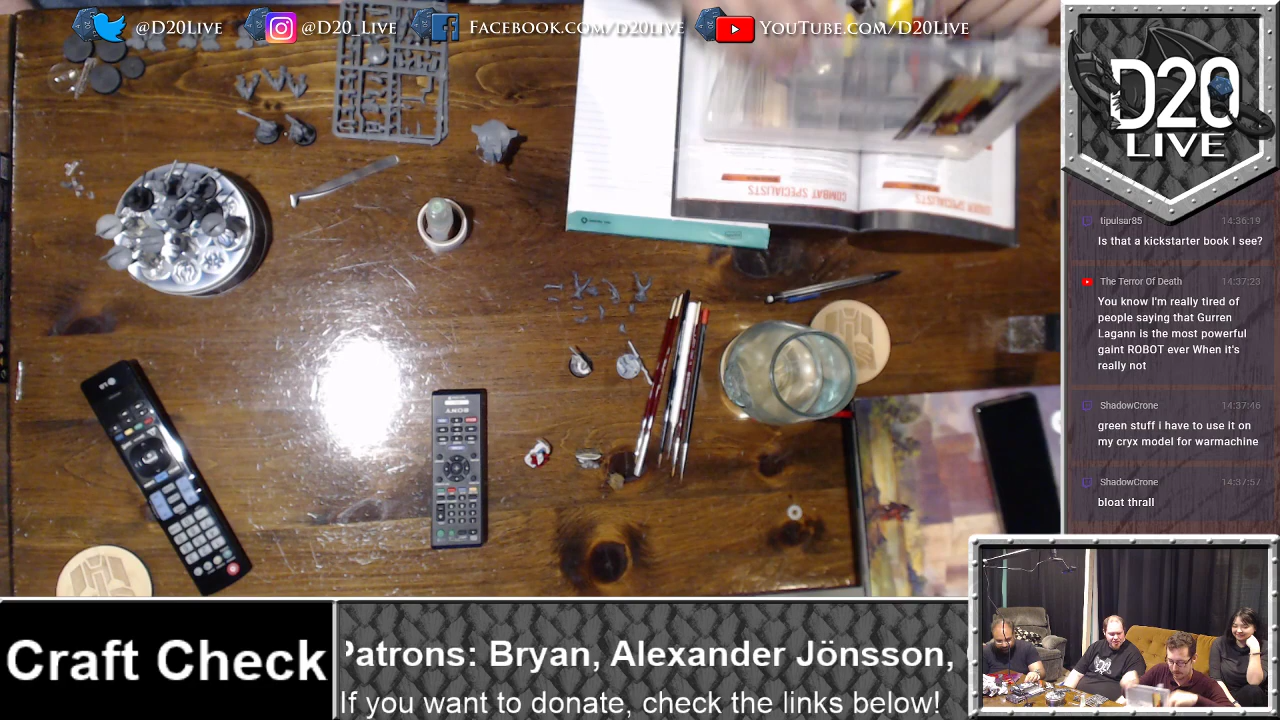 @D20Live
@D20_Live
Facebook.com/d20live
YouTube.com/D20Live
D20
LIVE
COMBAT SPECIALISTS
SONY
tipulsar85 14:36:19
Is that a kickstarter book I see?
The Terror Of Death 14:37:23
You know I'm really tired of
people saying that Gurren
Lagann is the most powerful
gaint ROBOT ever When it's
really not
ShadowCrone 14:37:46
green stuff i have to use it on
my cryx model for warmachine
ShadowCrone 14:37:57
bloat thrall
Craft Check
Patrons: Bryan, Alexander Jönsson,
If you want to donate, check the links below!